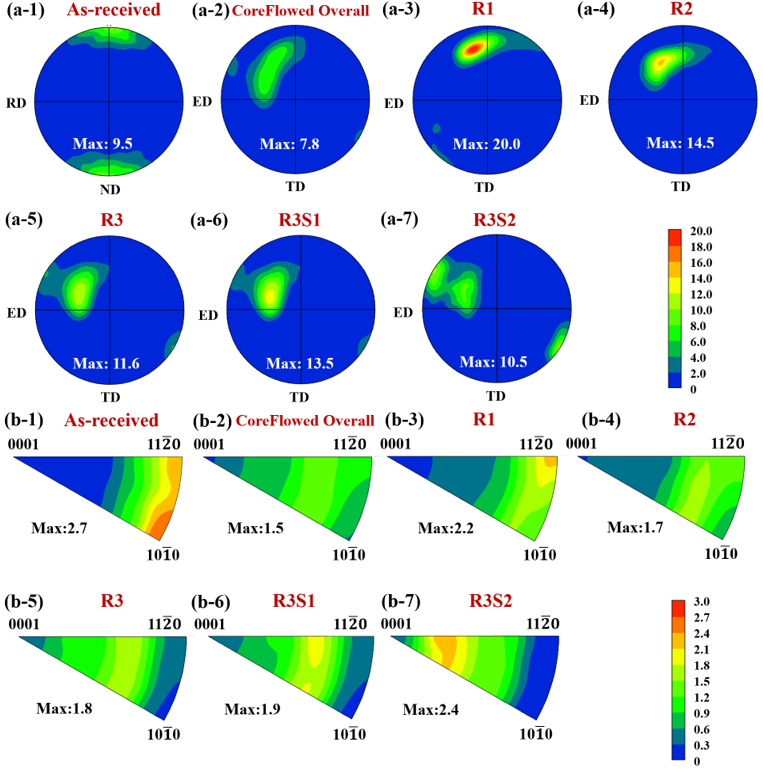 (a-1) As-received (a-2) CoreFlowed Overall (a-3) R1 (a-4) R2
RD ED ED ED
Max: 9.5 Max: 7.8 Max: 20.0 Max: 14.5
ND TD TD TD
(a-5) R3 (a-6) R3S1 (a-7) R3S2
20.0
18.0
16.0
14.0
12.0
10.0
8.0
6.0
4.0
2.0
0
ED ED ED
Max: 11.6 Max: 13.5 Max: 10.5
TD TD TD
(b-1) As-received (b-2) CoreFlowed Overall (b-3) R1 (b-4) R2
0001 112̅0 0001 112̅0 0001 112̅0 0001 112̅0
Max:2.7 Max:1.5 Max:2.2 Max:1.7
101̅0 101̅0 101̅0 101̅0
(b-5) R3 (b-6) R3S1 (b-7) R3S2
0001 112̅0 0001 112̅0 0001 112̅0
Max:1.8 Max:1.9 Max:2.4
101̅0 101̅0 101̅0
3.0
2.7
2.4
2.1
1.8
1.5
1.2
0.9
0.6
0.3
0